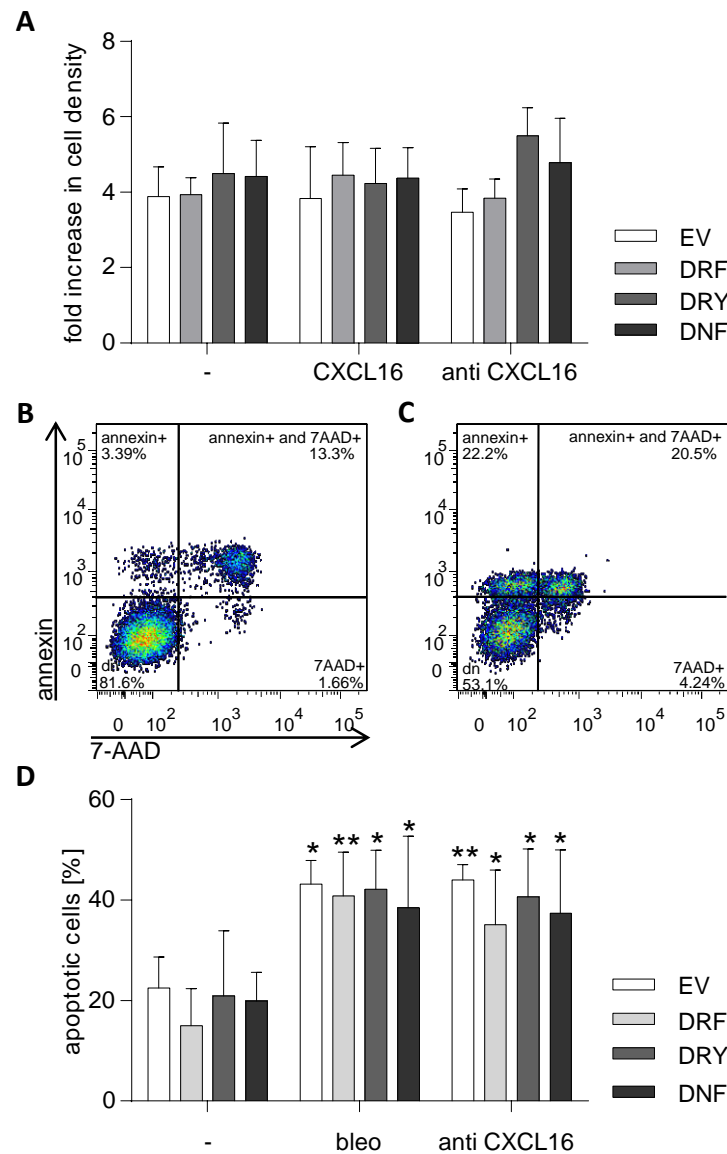 A
fold increase in cell density
8
6
4
2
0
-
CXCL16
anti CXCL16
EV
DRF
DRY
DNF
B
annexin+
3.39%
annexin+ and 7AAD+
13.3%
10^5
10^4
10^3
10^2
0
annexin
dn
81.6%
7AAD+
1.66%
0
10^2
10^3
10^4
10^5
7-AAD
C
annexin+
22.2%
annexin+ and 7AAD+
20.5%
10^5
10^4
10^3
10^2
0
dn
53.1%
7AAD+
4.24%
0
10^2
10^3
10^4
10^5
D
apoptotic cells [%]
60
40
20
0
* ** * *
** * * *
-
bleo
anti CXCL16
EV
DRF
DRY
DNF